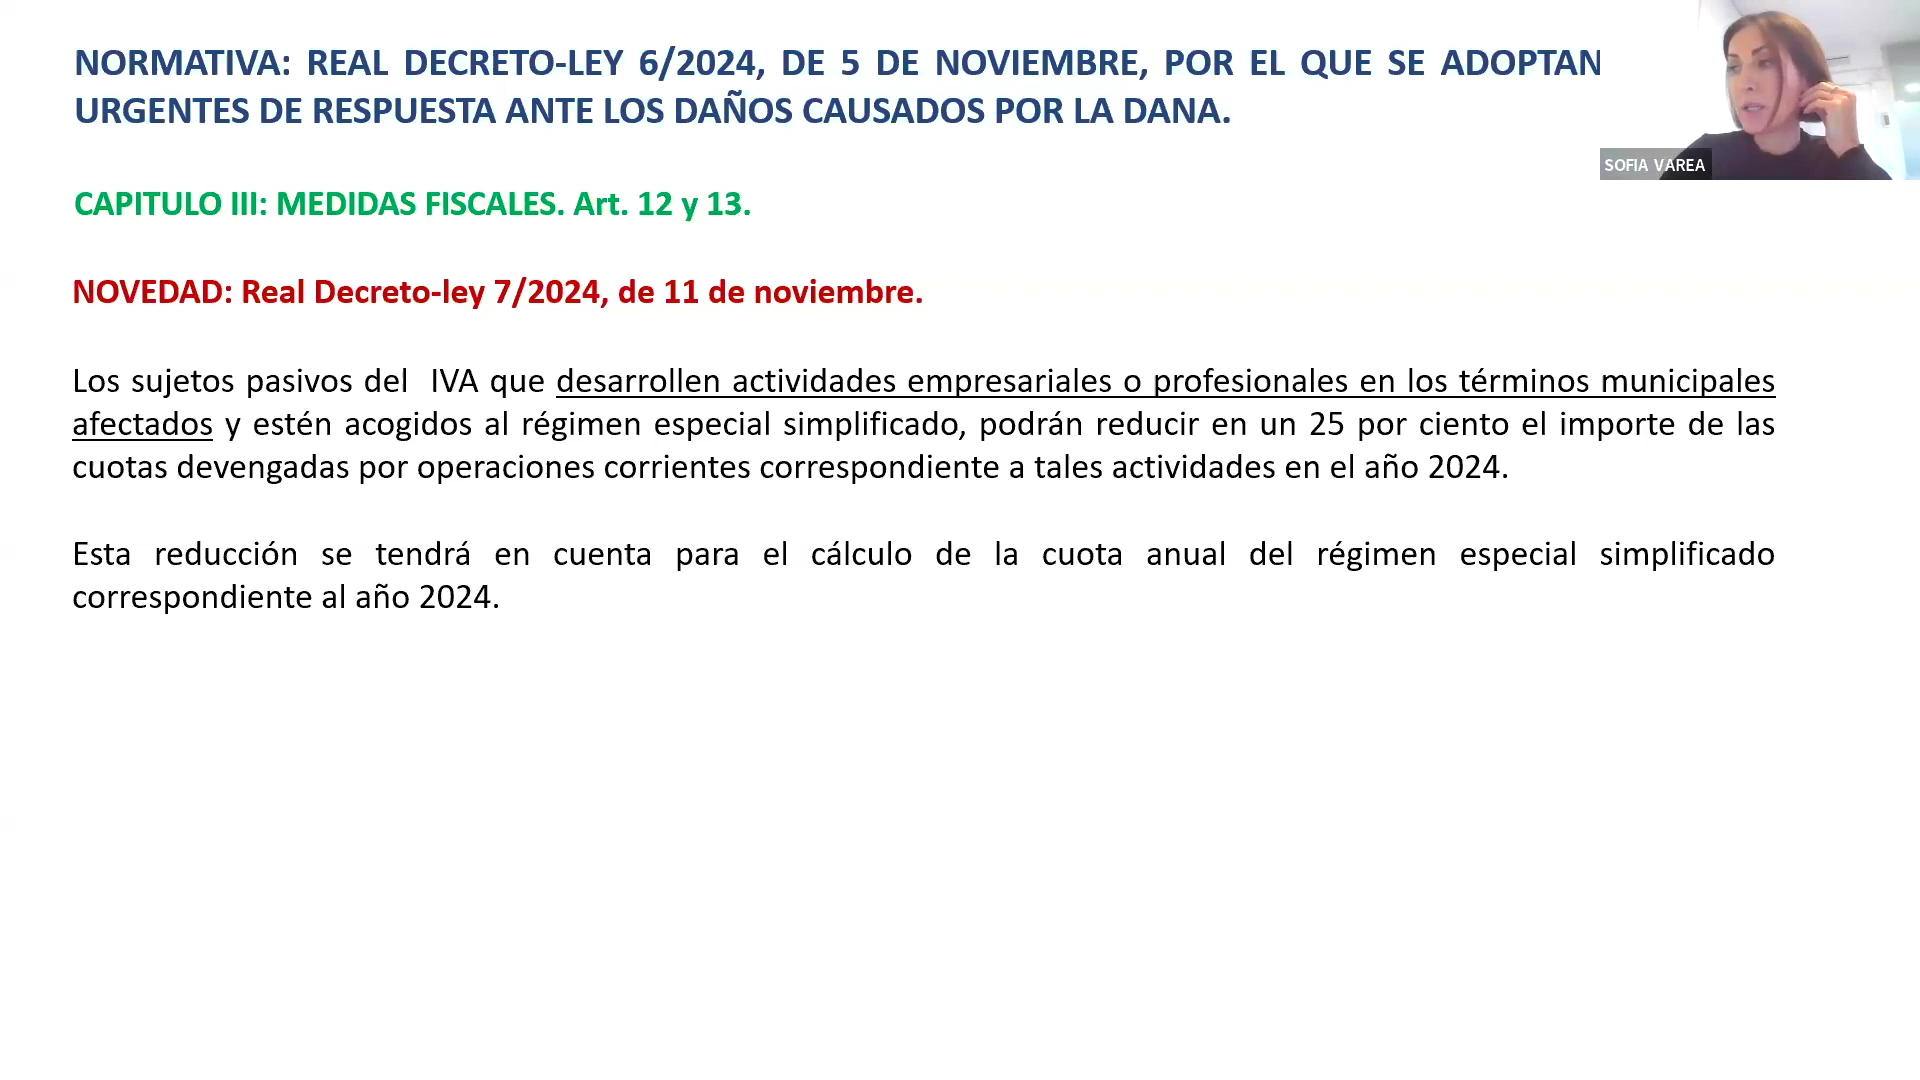 NORMATIVA: REAL DECRETO-LEY 6/2024, DE 5 DE NOVIEMBRE, POR EL QUE SE ADOPTAN
URGENTES DE RESPUESTA ANTE LOS DAÑOS CAUSADOS POR LA DANA.
SOFIA VAREA
CAPITULO III: MEDIDAS FISCALES. Art. 12 y 13.
NOVEDAD: Real Decreto-ley 7/2024, de 11 de noviembre.
Los sujetos pasivos del IVA que desarrollen actividades empresariales o profesionales en los términos municipales
afectados y estén acogidos al régimen especial simplificado, podrán reducir en un 25 por ciento el importe de las
cuotas devengadas por operaciones corrientes correspondiente a tales actividades en el año 2024.
Esta reducción se tendrá en cuenta para el cálculo de la cuota anual del régimen especial simplificado
correspondiente al año 2024.